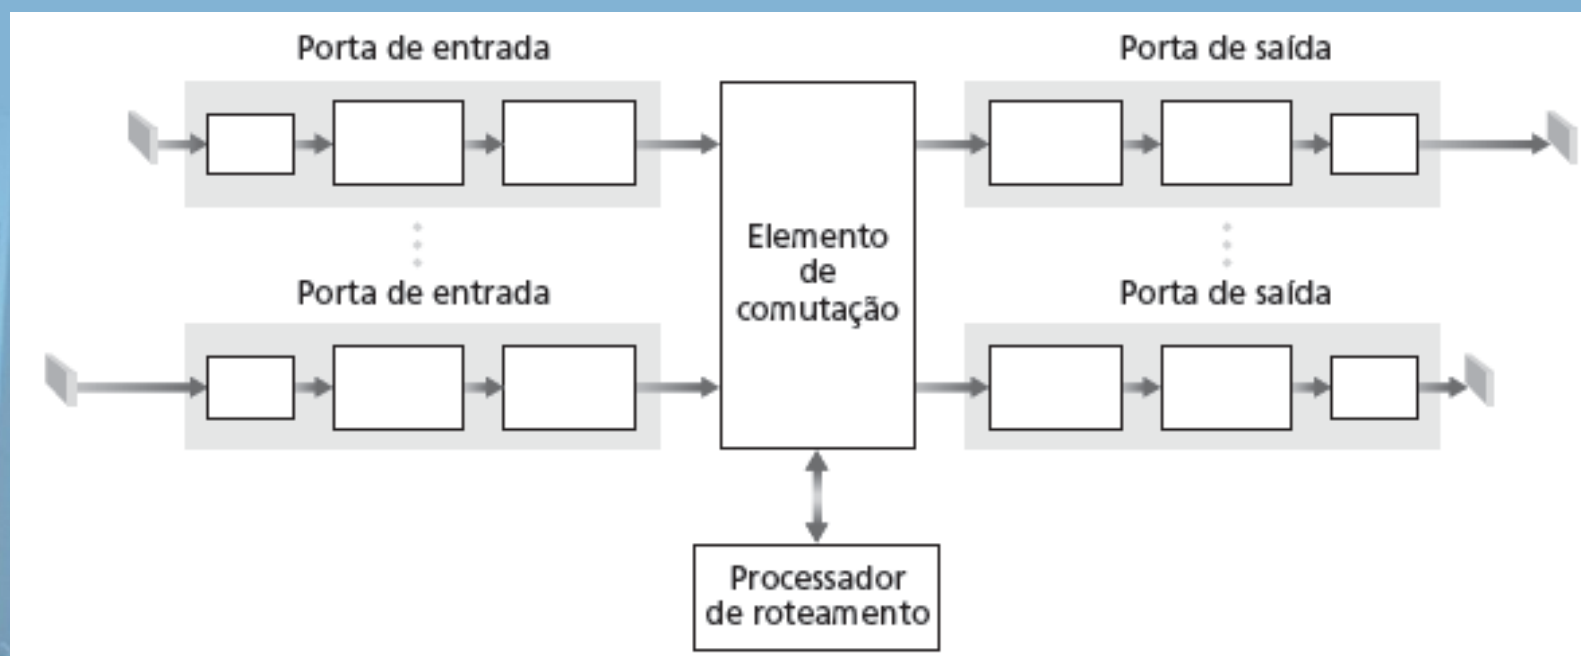 Porta de entrada
Porta de saída
Elemento
de
comutação
Porta de entrada
Porta de saída
Processador
de roteamento